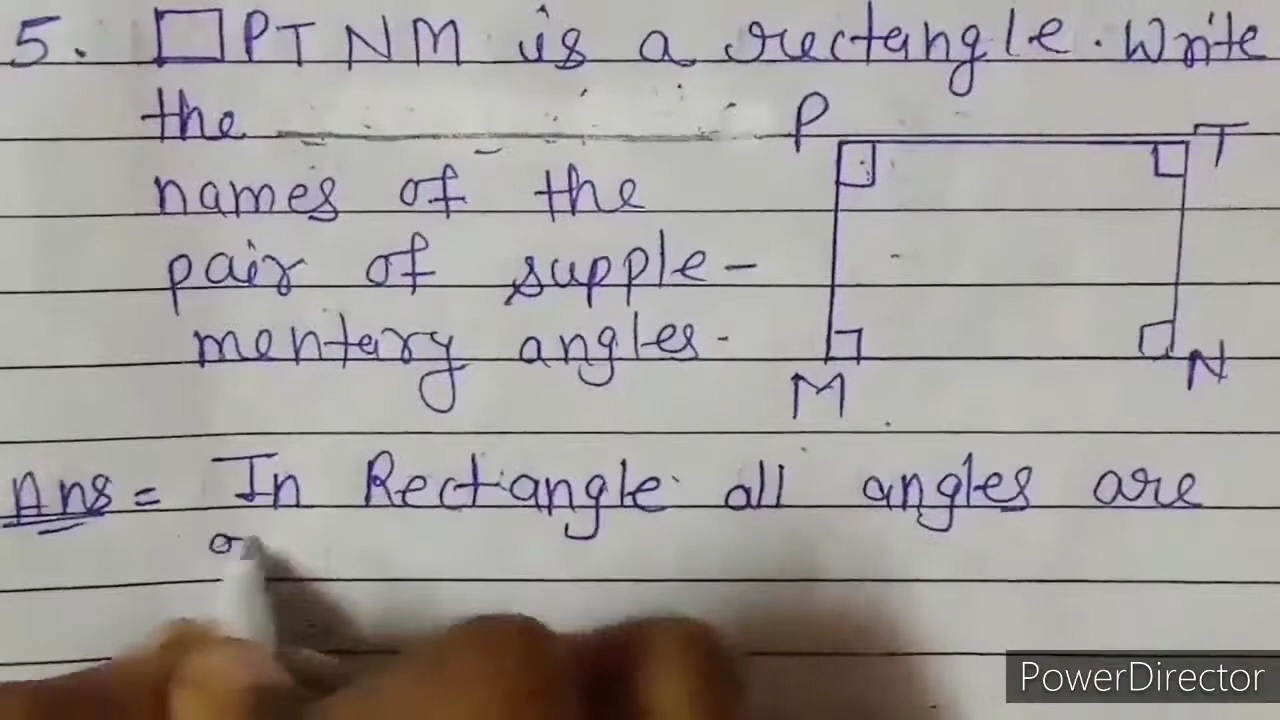 5. □PTNM is a rectangle. Write
the
names of the
pair of supple-
mentary angles.
P
T
M
N
Ans = In Rectangle all angles are
PowerDirector